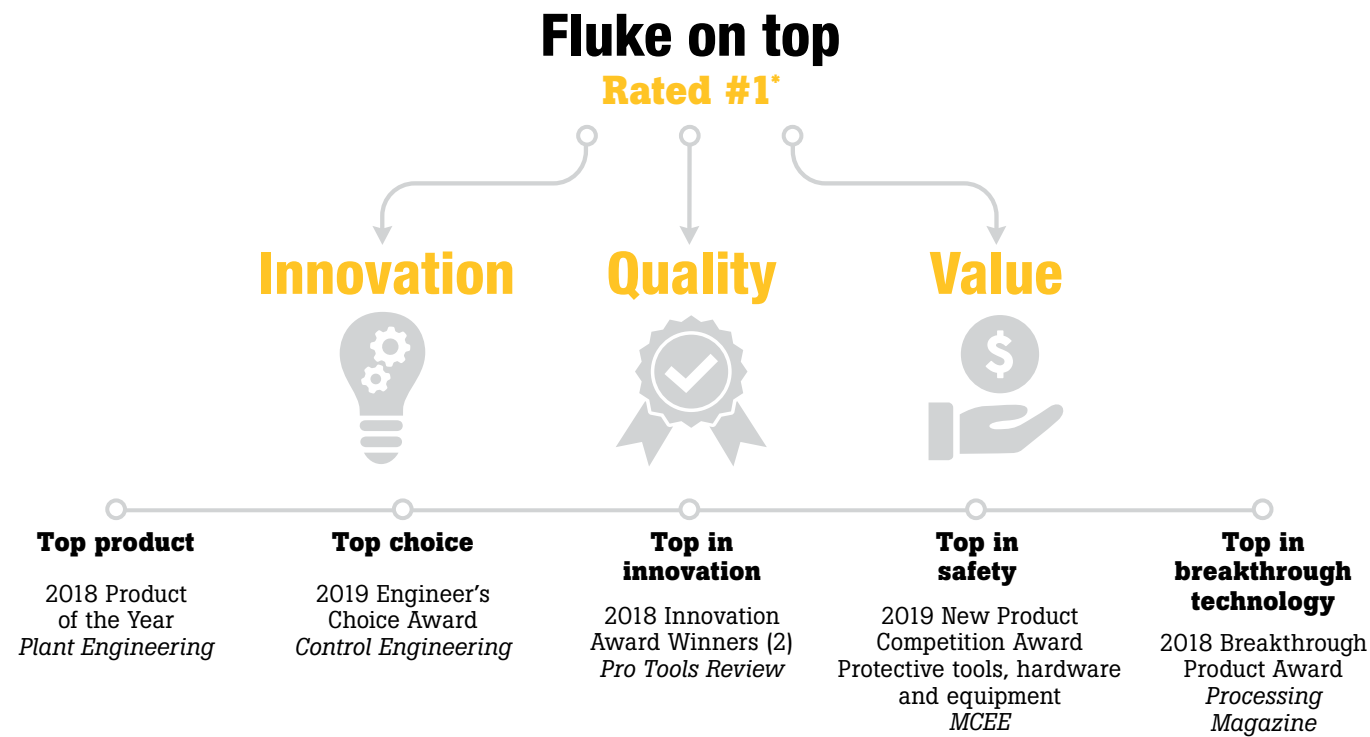 Fluke on top
Rated #1*
Innovation
Quality
Value
$
Top product
2018 Product
of the Year
Plant Engineering
Top choice
2019 Engineer's
Choice Award
Control Engineering
Top in
innovation
2018 Innovation
Award Winners (2)
Pro Tools Review
Top in
safety
2019 New Product
Competition Award
Protective tools, hardware
and equipment
MCEE
Top in
breakthrough
technology
2018 Breakthrough
Product Award
Processing
Magazine